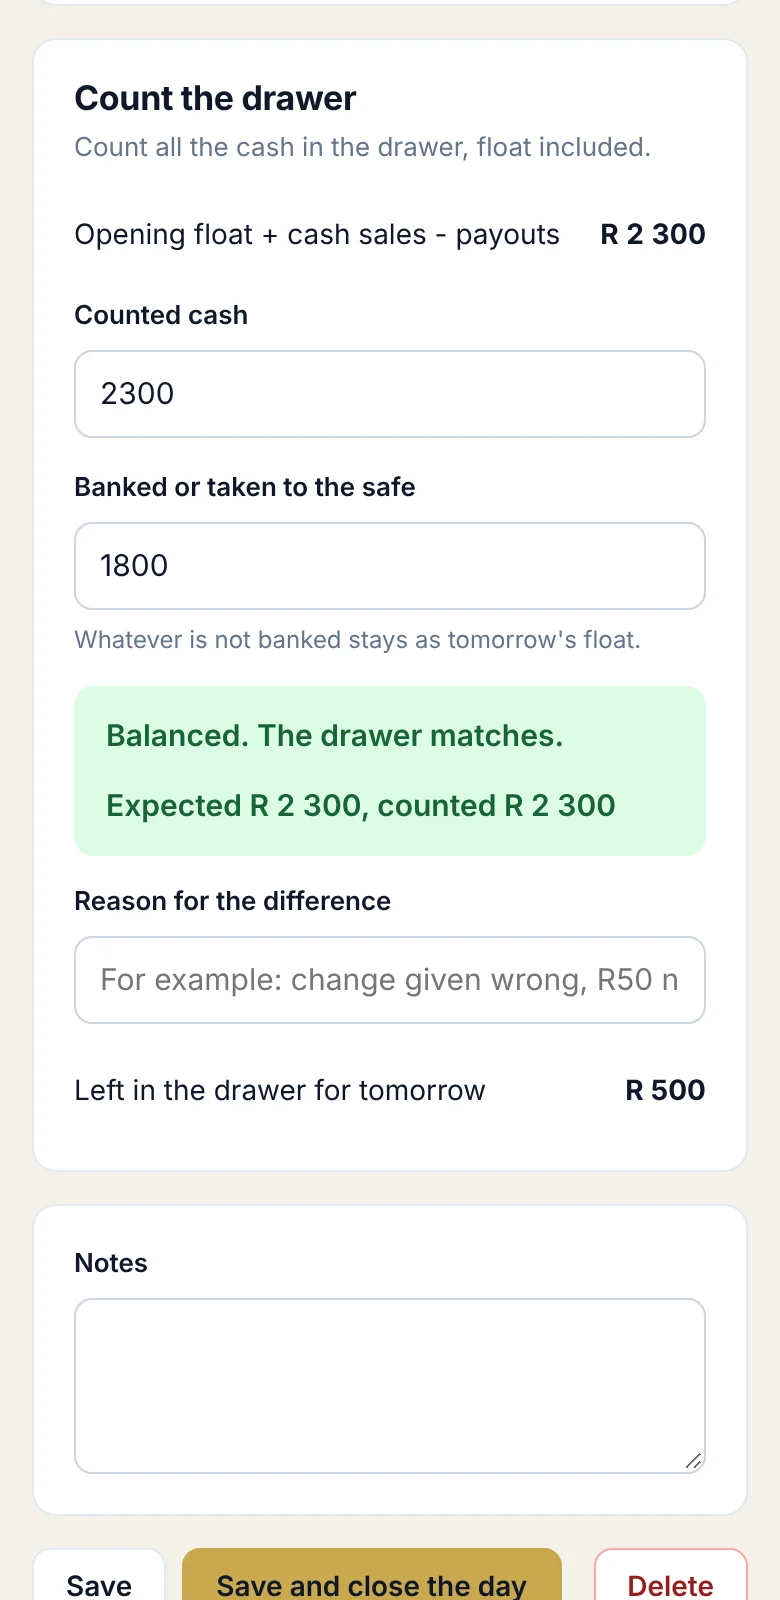 Count the drawer
Count all the cash in the drawer, float included.
Opening float + cash sales - payouts R 2 300
Counted cash
2300
Banked or taken to the safe
1800
Whatever is not banked stays as tomorrow's float.
Balanced. The drawer matches.
Expected R 2 300, counted R 2 300
Reason for the difference
For example: change given wrong, R50 n
Left in the drawer for tomorrow R 500
Notes
Save Save and close the day Delete